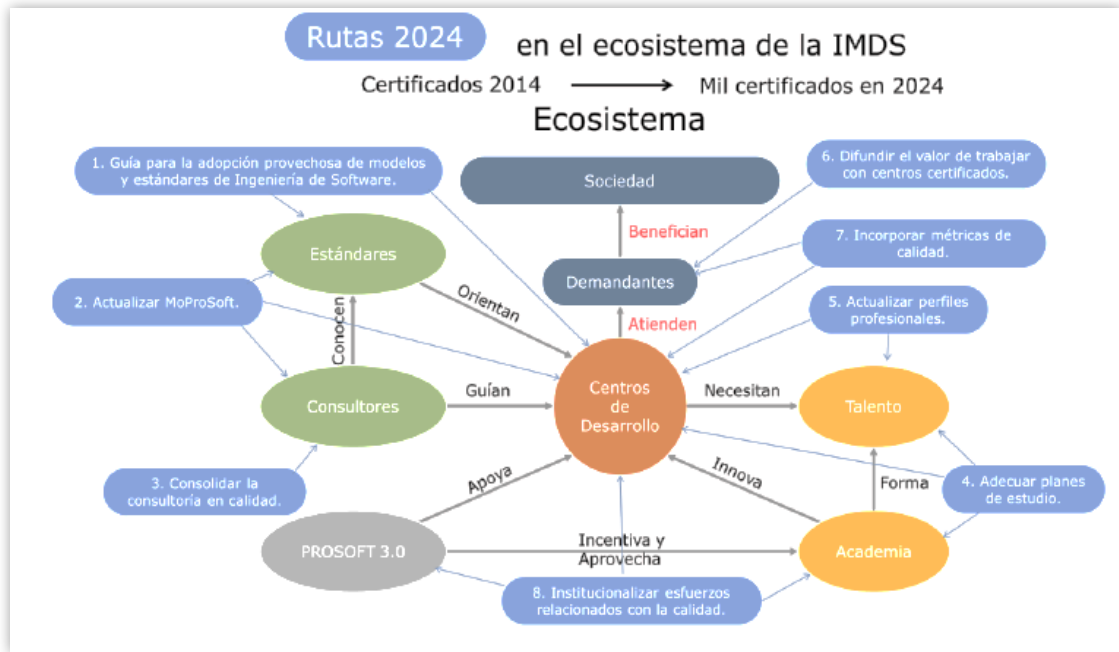 Rutas 2024
en el ecosistema de la IMDS
Certificados 2014
Mil certificados en 2024
Ecosistema
1. Guía para la adopción provechosa de modelos
y estándares de Ingeniería de Software.
Sociedad
6. Difundir el valor de trabajar
con centros certificados.
Benefician
7. Incorporar métricas de
calidad.
Estándares
Demandantes
2. Actualizar MoProSoft.
Orientan
5. Actualizar perfiles
profesionales.
Conocen
Atienden
Consultores
Guían
Centros
de
Desarrollo
Necesitan
Talento
3. Consolidar la
consultoría en calidad.
Apoya
Innova
Forma
4. Adecuar planes
de estudio.
PROSOFT 3.0
Incentiva y
Aprovecha
Academia
8. Institucionalizar esfuerzos
relacionados con la calidad.